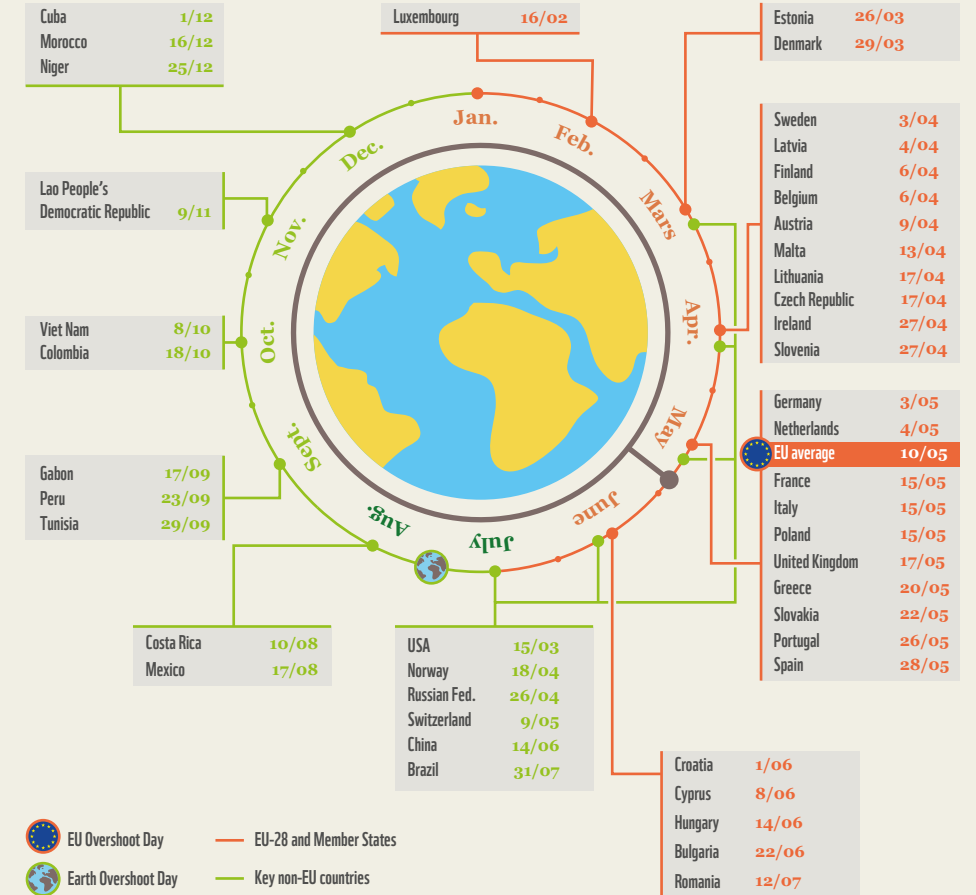 Cuba 1/12
Morocco 16/12
Niger 25/12
Luxembourg 16/02
Estonia 26/03
Denmark 29/03
Jan.
Feb.
Mars
Apr.
May
June
July
Aug.
Sept.
Oct.
Nov.
Dec.
Sweden 3/04
Latvia 4/04
Finland 6/04
Belgium 6/04
Austria 9/04
Malta 13/04
Lithuania 17/04
Czech Republic 17/04
Ireland 27/04
Slovenia 27/04
Lao People's
Democratic Republic 9/11
Viet Nam 8/10
Colombia 18/10
Germany 3/05
Netherlands 4/05
EU average 10/05
France 15/05
Italy 15/05
Poland 15/05
United Kingdom 17/05
Greece 20/05
Slovakia 22/05
Portugal 26/05
Spain 28/05
Gabon 17/09
Peru 23/09
Tunisia 29/09
Costa Rica 10/08
Mexico 17/08
USA 15/03
Norway 18/04
Russian Fed. 26/04
Switzerland 9/05
China 14/06
Brazil 31/07
Croatia 1/06
Cyprus 8/06
Hungary 14/06
Bulgaria 22/06
Romania 12/07
EU Overshoot Day
EU-28 and Member States
Earth Overshoot Day
Key non-EU countries